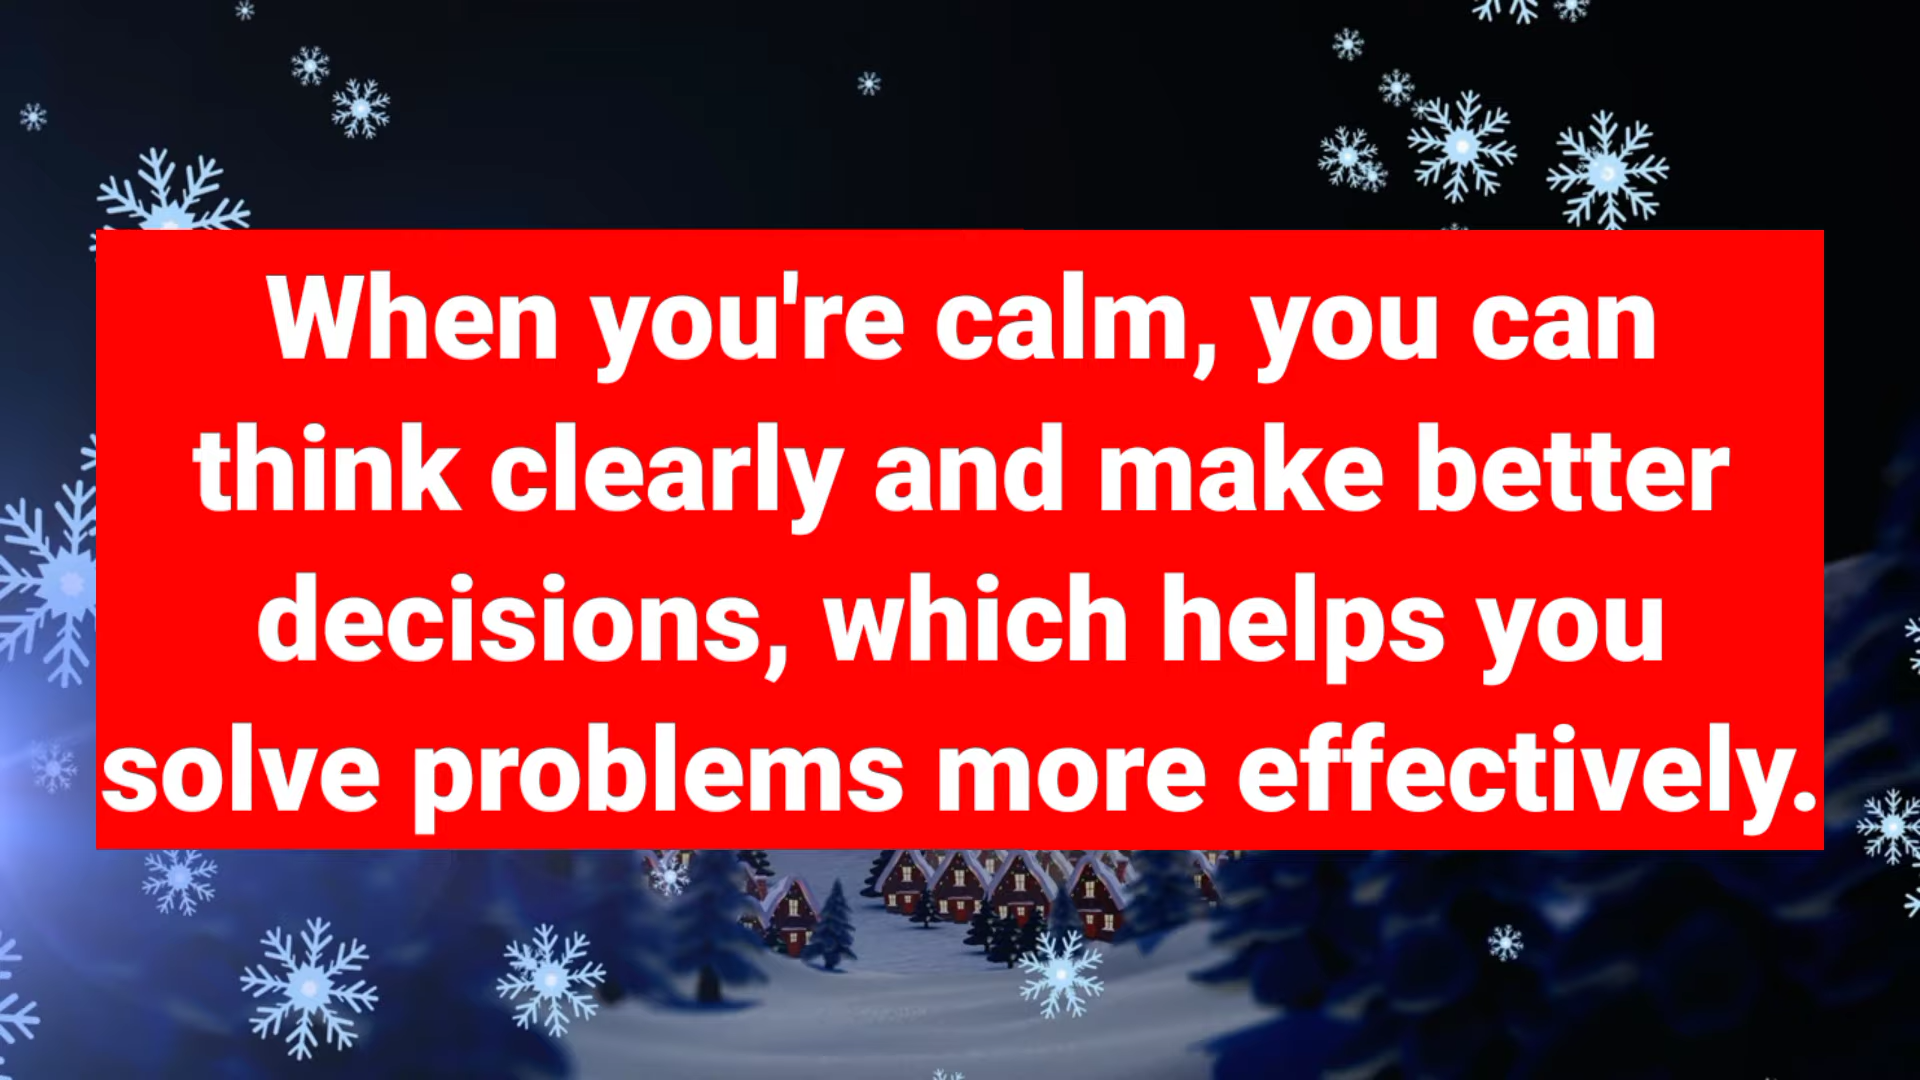 When you're calm, you can
think clearly and make better
decisions, which helps you
solve problems more effectively.